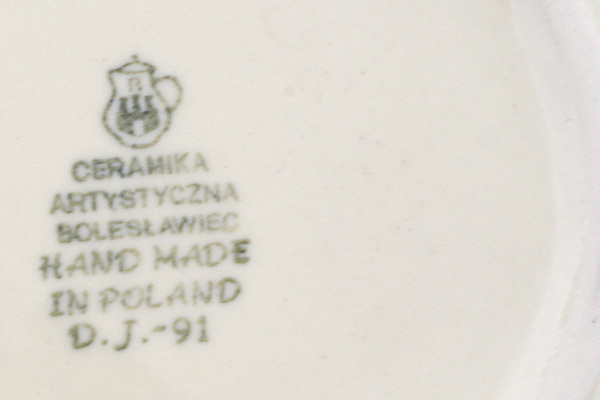 CERAMIKA
ARTYSTYCZNA
BOLESŁAWIEC
HAND MADE
IN POLAND
D.J.-91